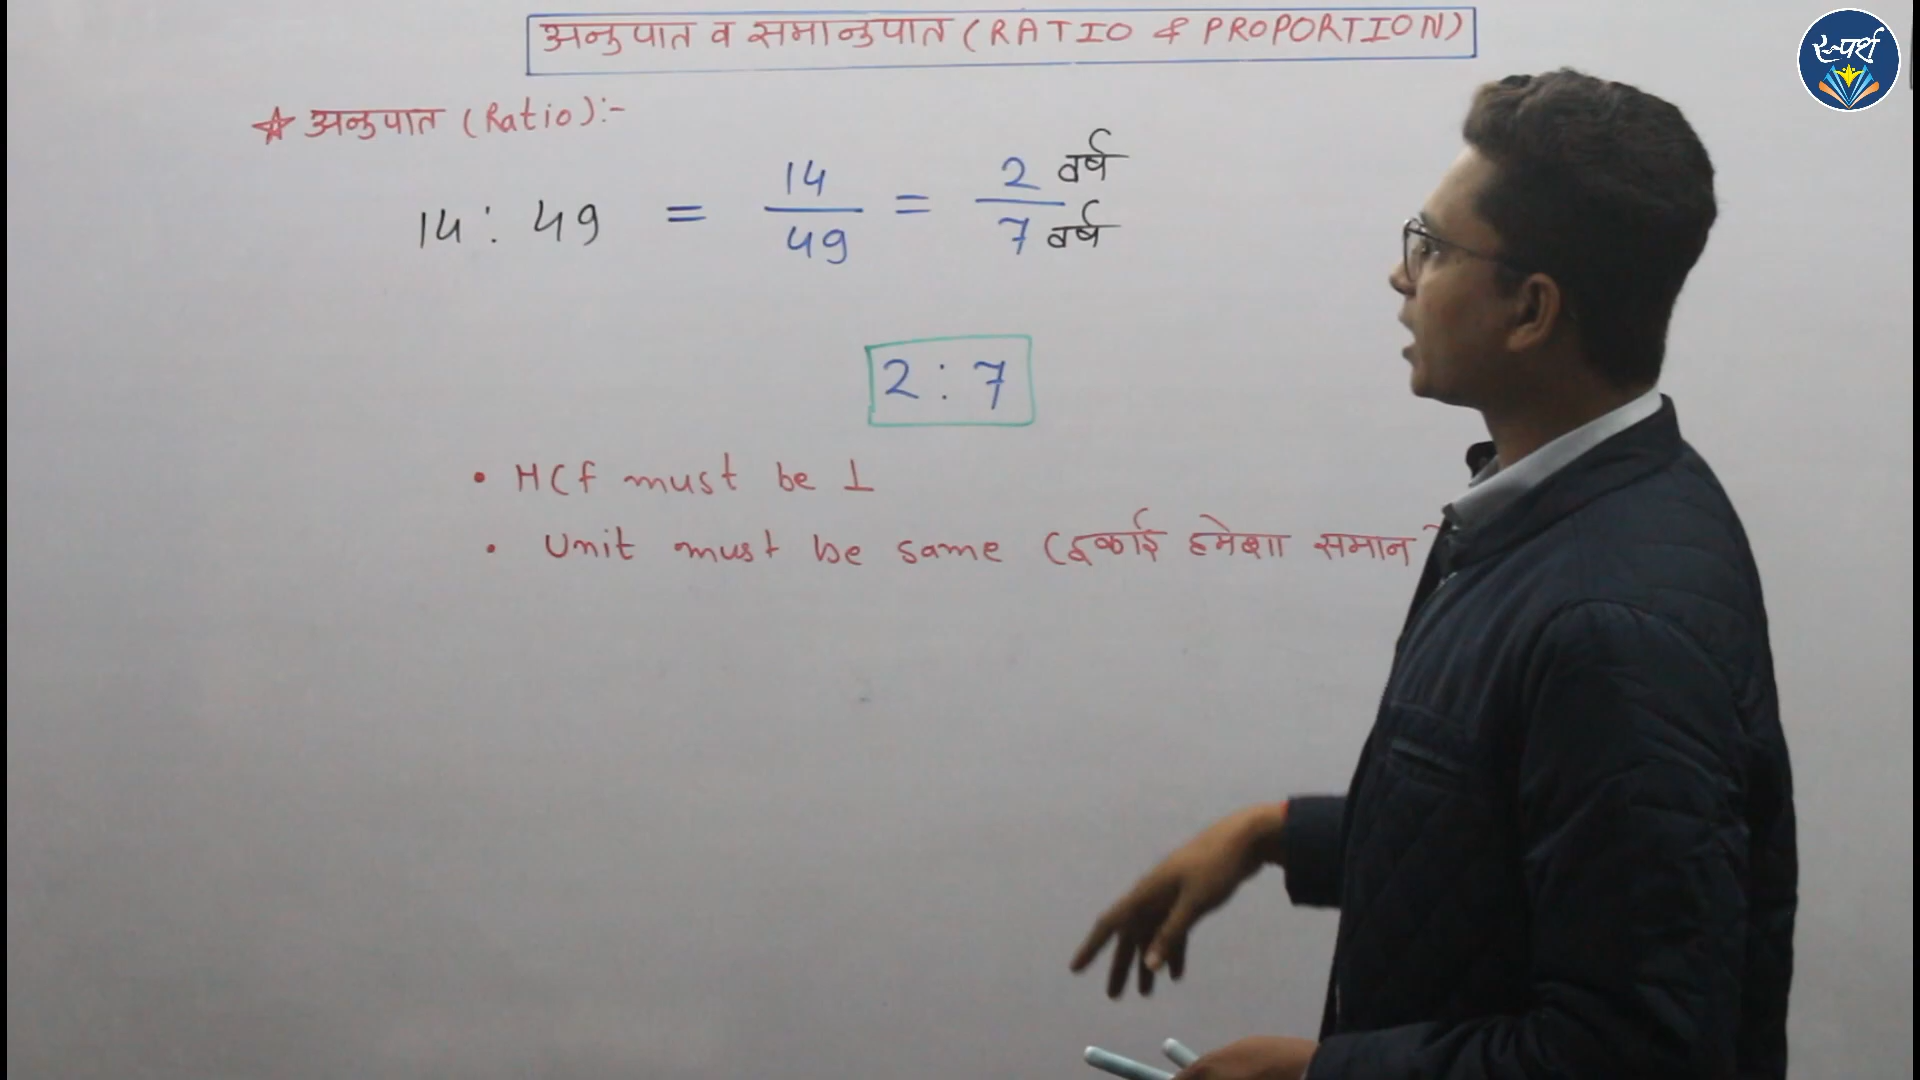 अनुपात व समानुपात (RATIO & PROPORTION)
स्पर्श
★ अनुपात (Ratio):-
14 : 49 = 14/49 = 2 वर्ष/7 वर्ष
2 : 7
• HCf must be 1
• Unit must be same (इकाई हमेशा समान